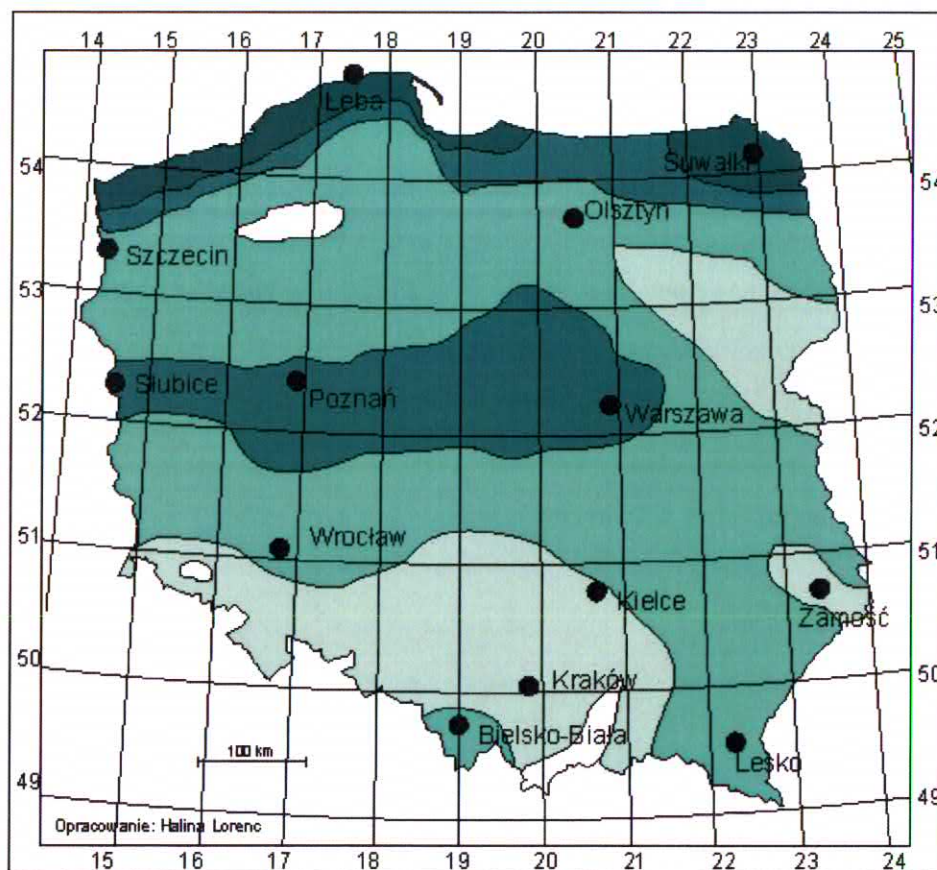 14 15 16 17 18 19 20 21 22 23 24 25
Łeba
54 Suwałki 54
Olsztyn
Szczecin
53 53
Słubice Poznań
52 Warszawa 52
Wrocław
51 51
Kielce
Zamość
50 Kraków 50
Bielsko-Biała
100 km Lesko
49 49
Opracowanie: Halina Lorenc
15 16 17 18 19 20 21 22 23 24